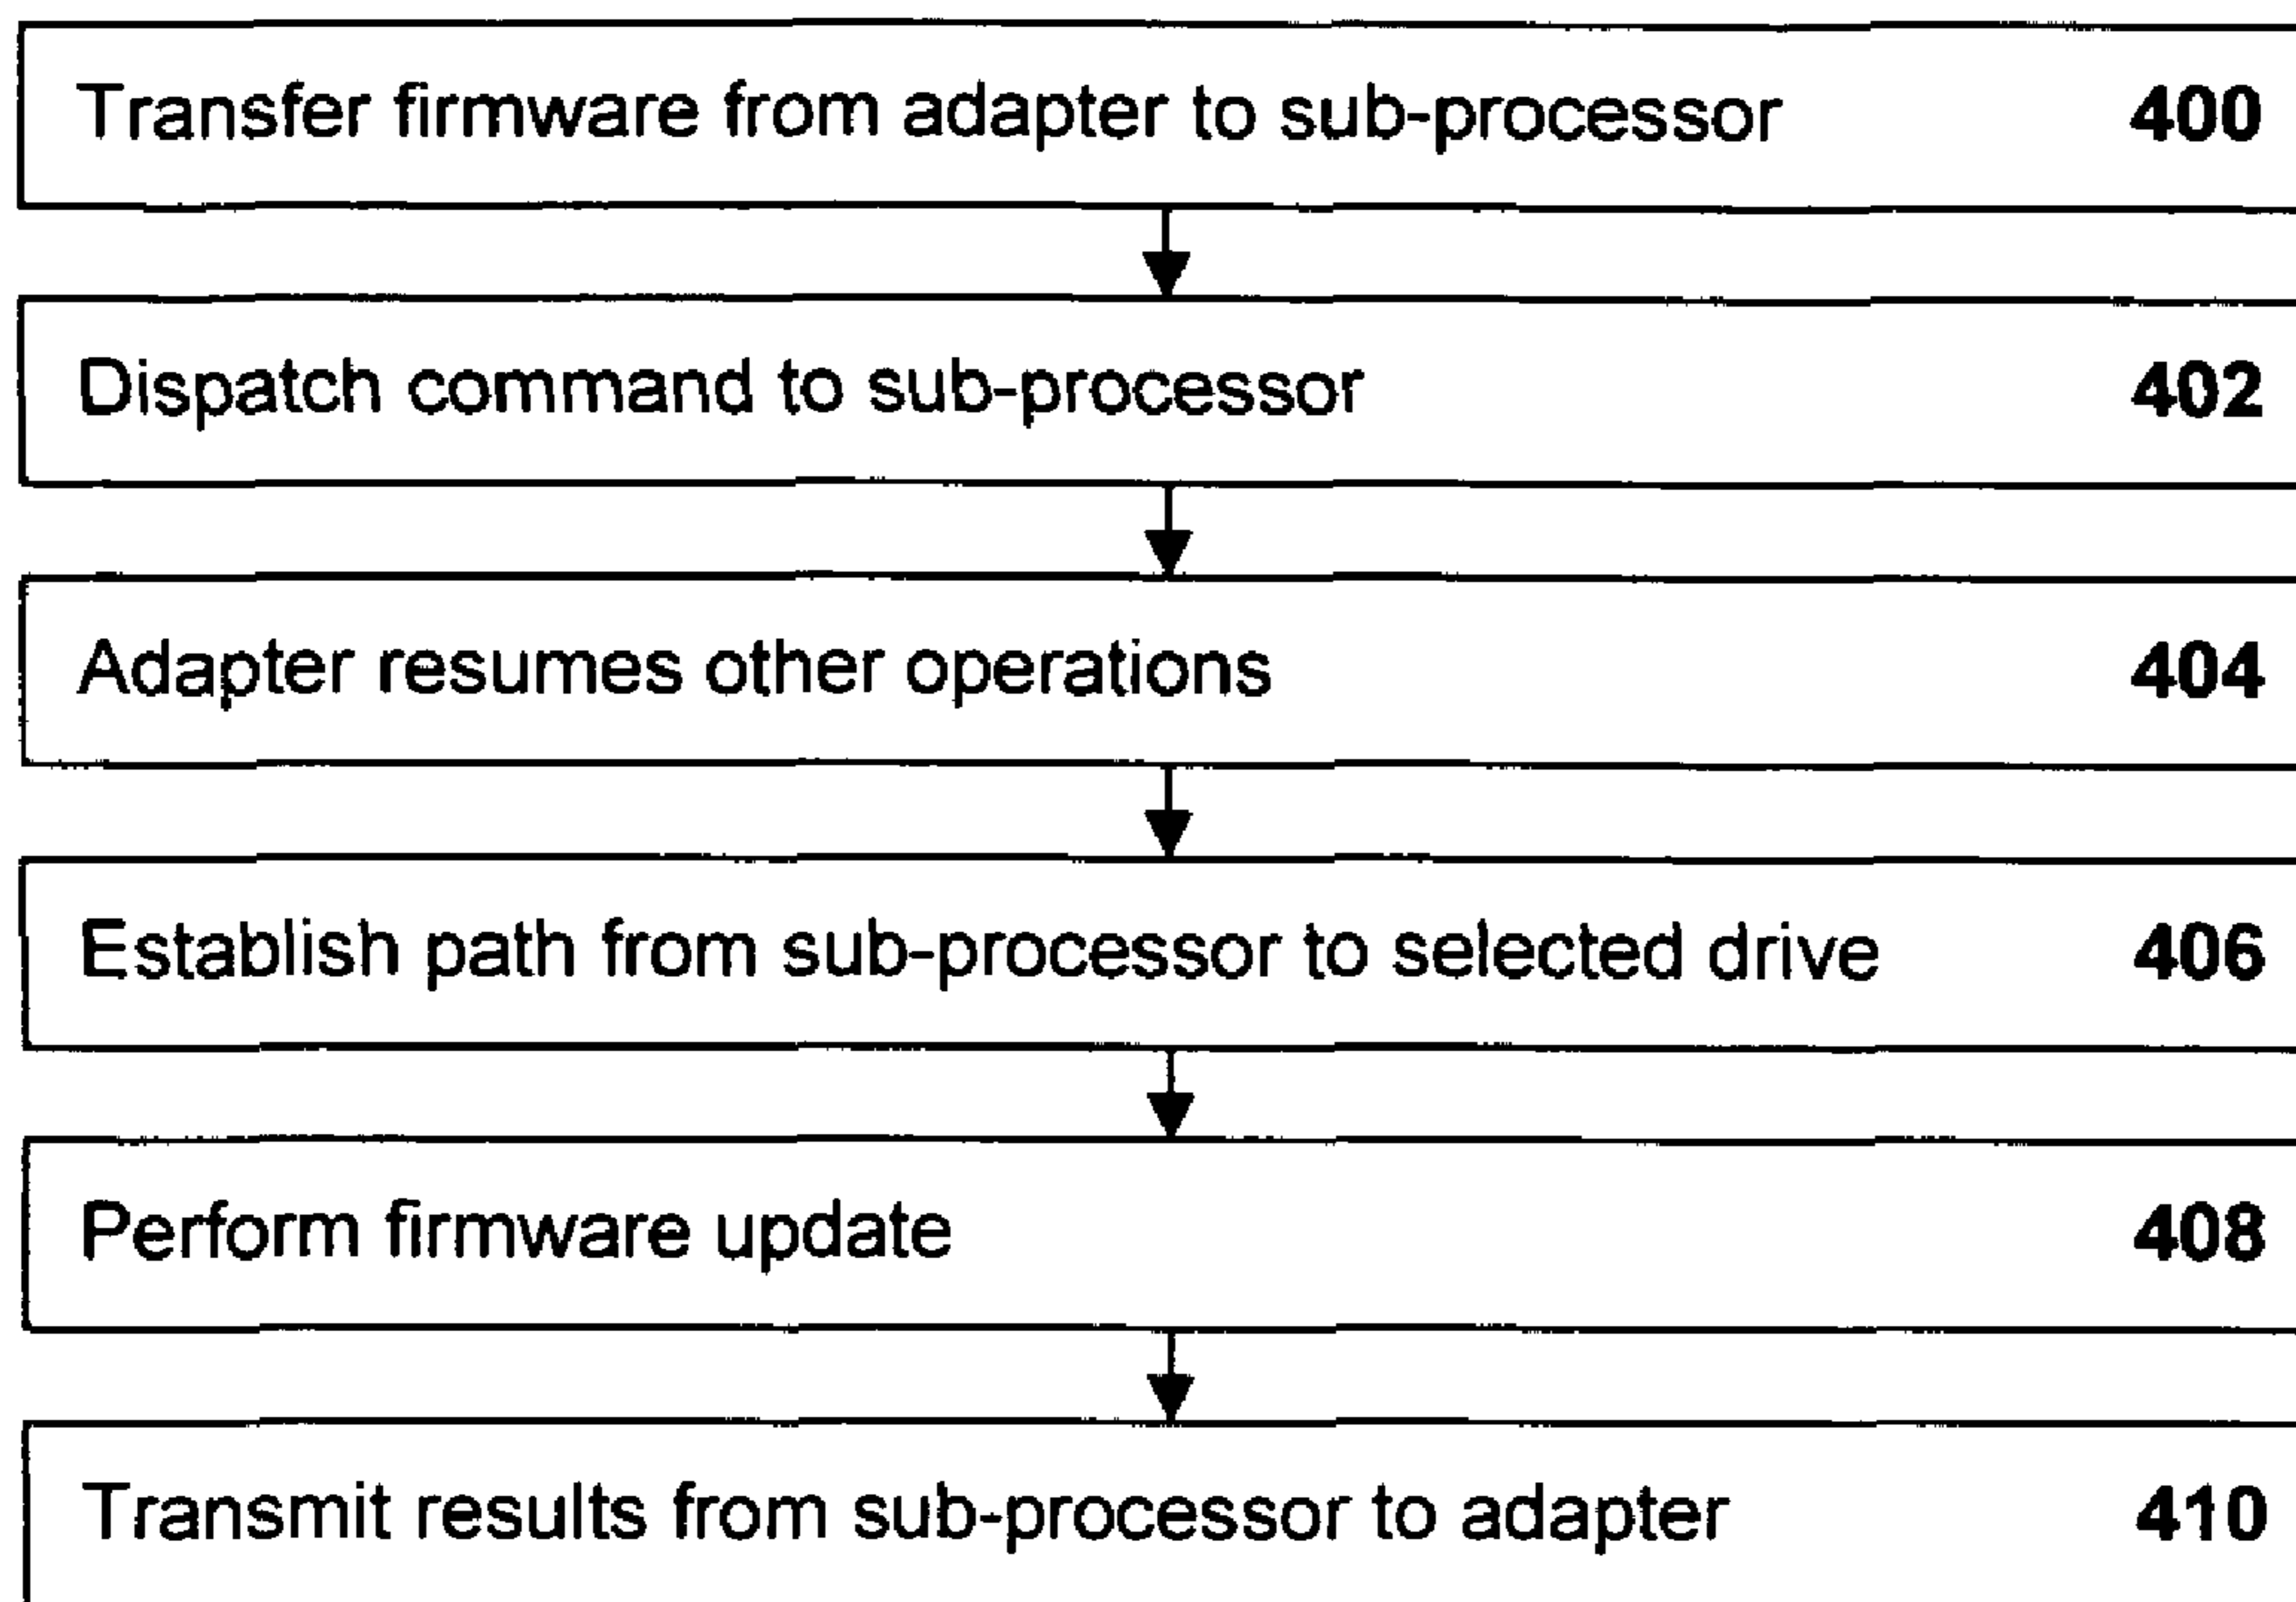 Transfer firmware from adapter to sub-processor 400
Dispatch command to sub-processor 402
Adapter resumes other operations 404
Establish path from sub-processor to selected drive 406
Perform firmware update 408
Transmit results from sub-processor to adapter 410